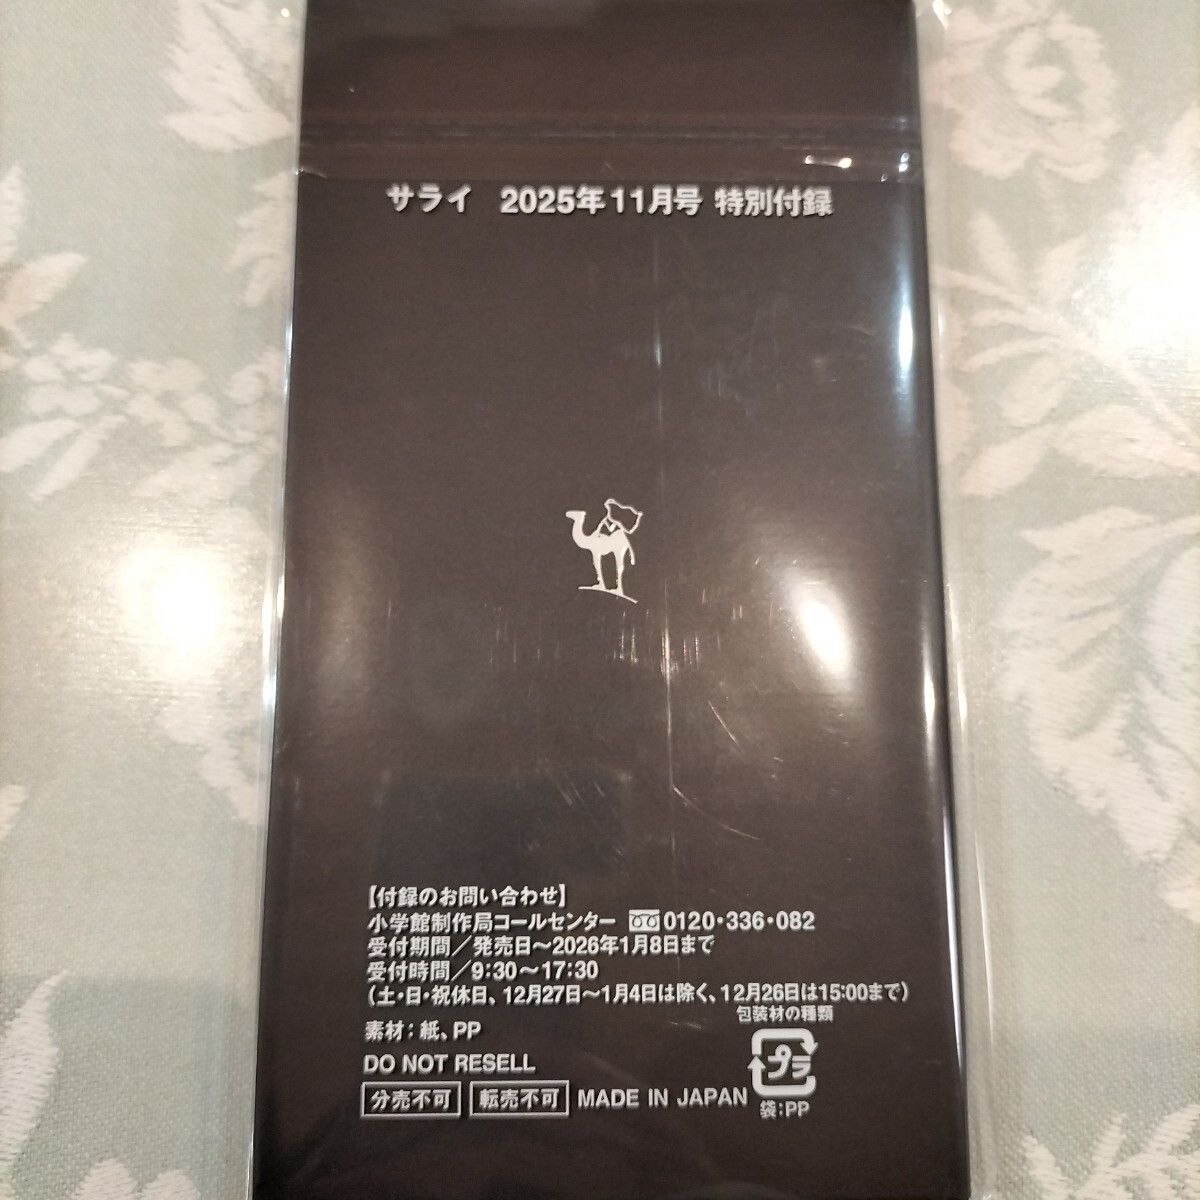 サライ 2025年11月号 特別付録
【付録のお問い合わせ】
小学館制作局コールセンター 0120・336・082
受付期間／発売日〜2026年1月8日まで
受付時間／9:30〜17:30
（土・日・祝休日、12月27日〜1月4日は除く、12月26日は15:00まで）
包装材の種類
素材：紙、PP
プラ
DO NOT RESELL
分売不可 転売不可 MADE IN JAPAN
袋：PP